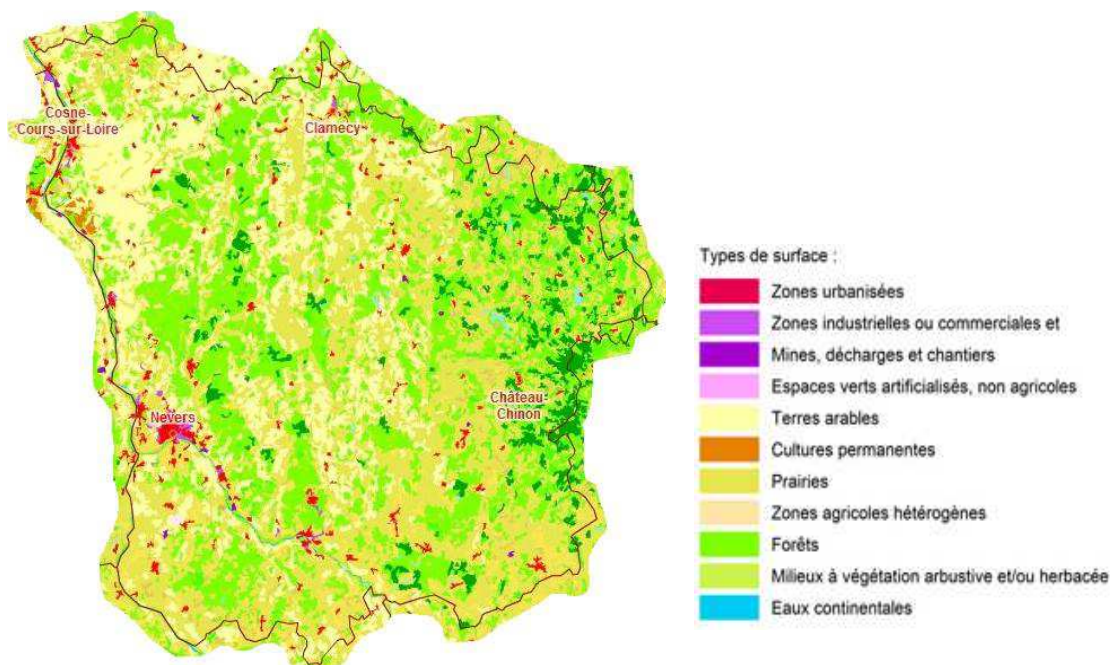 Cosne-
Cours-sur-Loire
Clamecy
Château-
Chinon
Nevers
Types de surface :
Zones urbanisées
Zones industrielles ou commerciales et
Mines, décharges et chantiers
Espaces verts artificialisés, non agricoles
Terres arables
Cultures permanentes
Prairies
Zones agricoles hétérogènes
Forêts
Milieux à végétation arbustive et/ou herbacée
Eaux continentales